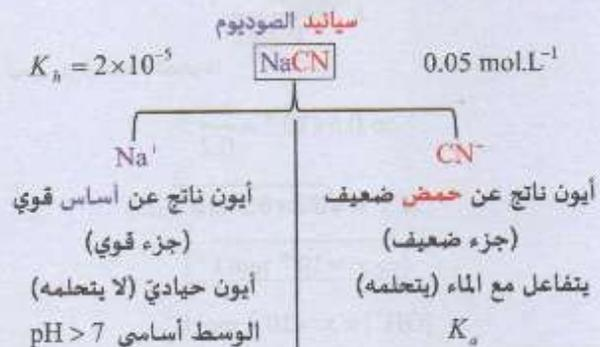 سيانيد الصوديوم
K_h = 2×10⁻⁵ NaCN 0.05 mol.L⁻¹
Na⁺ CN⁻
أيون ناتج عن أساس قوي أيون ناتج عن حمض ضعيف
(جزء قوي) (جزء ضعيف)
أيون حياديّ (لا يتحلمه) يتفاعل مع الماء (يتحلمه)
الوسط أساسي pH > 7 K_a